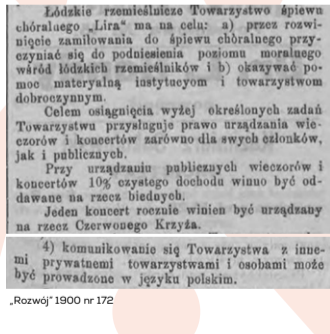 Łódzkie rzemieślnicze Towarzystwo śpiewu
chóralnego „Lira" ma na celu: a) przez rozwi-
nięcie zamiłowania do śpiewu chóralnego przy-
czyniać się do podniesienia poziomu moralnego
wśród łódzkich rzemieślników i b) okazywać po-
moc materyalną instytucyom i towarzystwom
dobroczynnym.
Celem osiągnięcia wyżej określonych zadań
Towarzystwu przysługuje prawo urządzania wie-
czorów i koncertów zarówno dla swych członków,
jak i publicznych.
Przy urządzaniu publicznych wieczorów i
koncertów 10% czystego dochodu winno być od-
dawane na rzecz biednych.
Jeden koncert rocznie winien być urządzany
na rzecz Czerwonego Krzyża.
4) komunikowanie się Towarzystwa z inne-
mi prywatnemi towarzystwami i osobami może
być prowadzone w języku polskim.
„Rozwój" 1900 nr 172